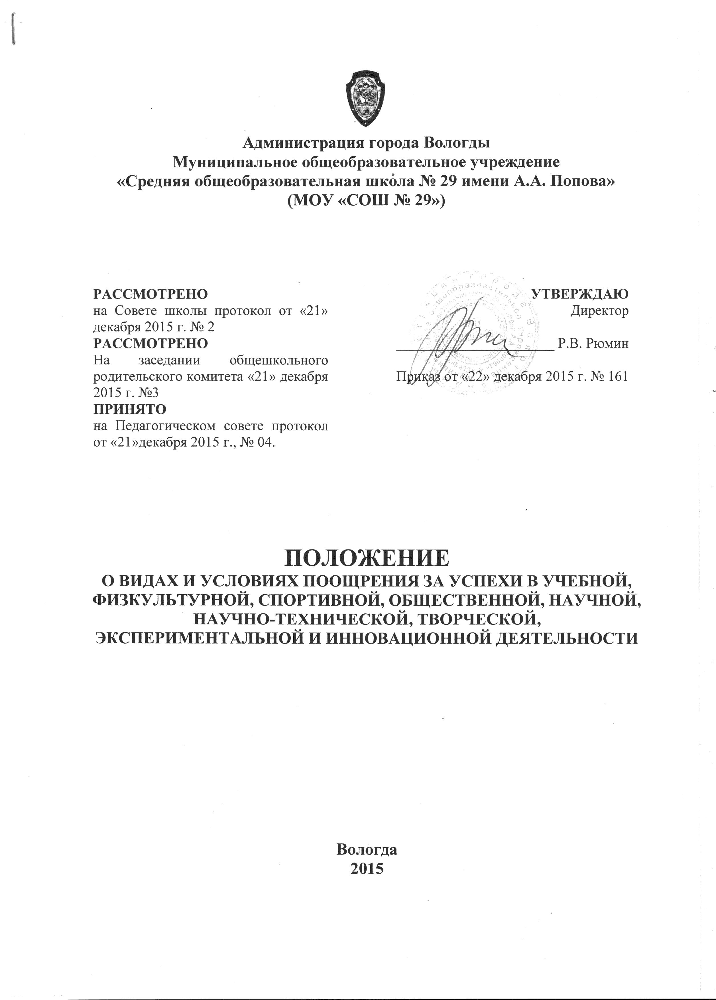 29
Администрация города Вологды
Муниципальное общеобразовательное учреждение
«Средняя общеобразовательная школа № 29 имени А.А. Попова»
(МОУ «СОШ № 29»)
РАССМОТРЕНО
на Совете школы протокол от «21»
декабря 2015 г. № 2
РАССМОТРЕНО
На заседании общешкольного
родительского комитета «21» декабря
2015 г. №3
ПРИНЯТО
на Педагогическом совете протокол
от «21»декабря 2015 г., № 04.
УТВЕРЖДАЮ
Директор
Р.В. Рюмин
Приказ от «22» декабря 2015 г. № 161
ПОЛОЖЕНИЕ
О ВИДАХ И УСЛОВИЯХ ПООЩРЕНИЯ ЗА УСПЕХИ В УЧЕБНОЙ,
ФИЗКУЛЬТУРНОЙ, СПОРТИВНОЙ, ОБЩЕСТВЕННОЙ, НАУЧНОЙ,
НАУЧНО-ТЕХНИЧЕСКОЙ, ТВОРЧЕСКОЙ,
ЭКСПЕРИМЕНТАЛЬНОЙ И ИННОВАЦИОННОЙ ДЕЯТЕЛЬНОСТИ
Вологда
2015